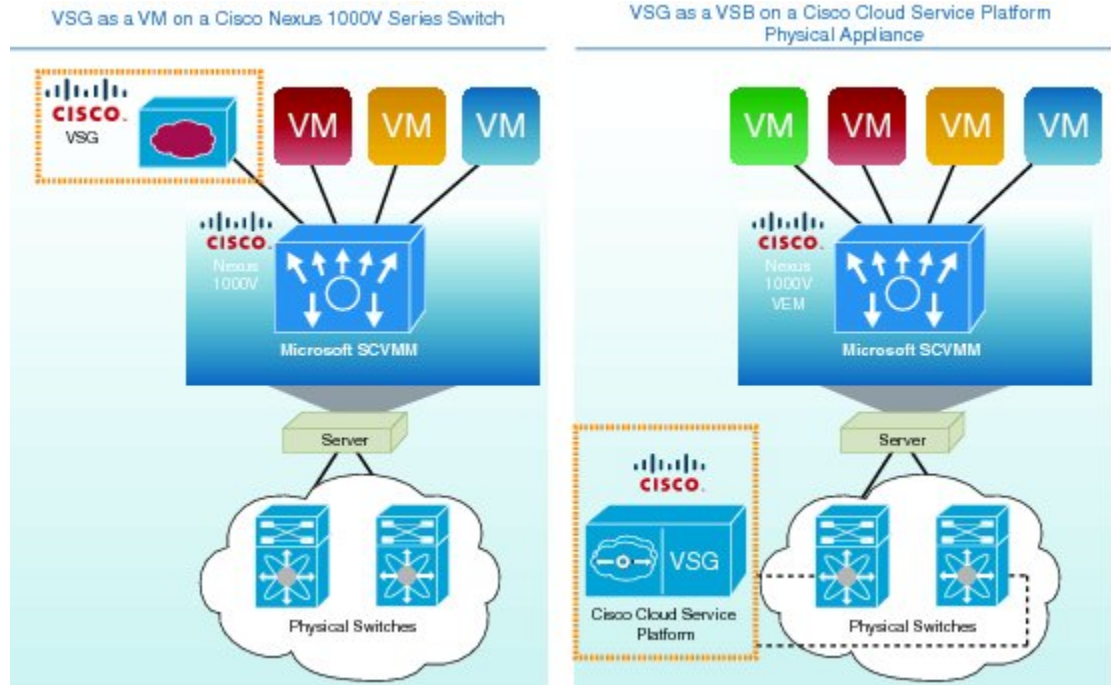 VSG as a VM on a Cisco Nexus 1000V Series Switch
CISCO.
VSG
VM
VM
VM
CISCO.
Nexus
1000V
Microsoft SCVMM
Server
Physical Switches
VSG as a VSB on a Cisco Cloud Service Platform
Physical Appliance
VM
VM
VM
VM
CISCO.
Nexus
1000V
VEM
Microsoft SCVMM
Server
CISCO.
VSG
Cisco Cloud Service
Platform
Physical Switches